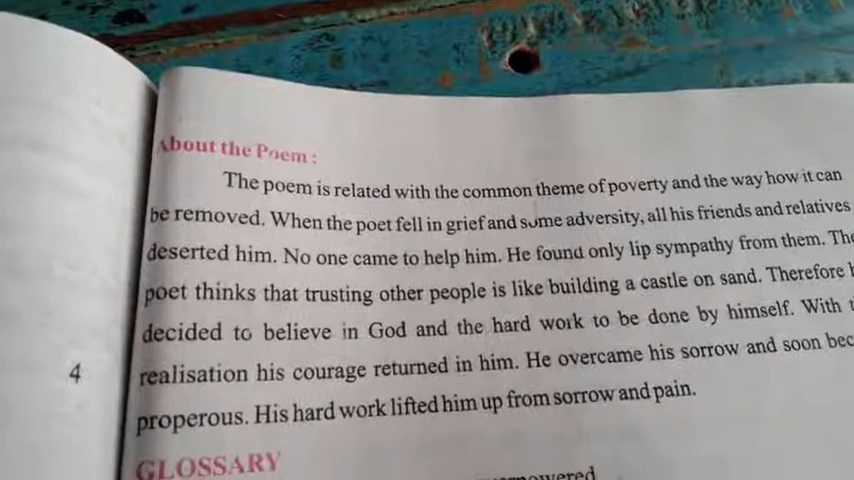 About the Poem :
The poem is related with the common theme of poverty and the way how it can
be removed. When the poet fell in grief and some adversity, all his friends and relatives
deserted him. No one came to help him. He found only lip sympathy from them. The
poet thinks that trusting other people is like building a castle on sand. Therefore
decided to believe in God and the hard work to be done by himself. With
realisation his courage returned in him. He overcame his sorrow and soon bec
properous. His hard work lifted him up from sorrow and pain.
4
GLOSSARY